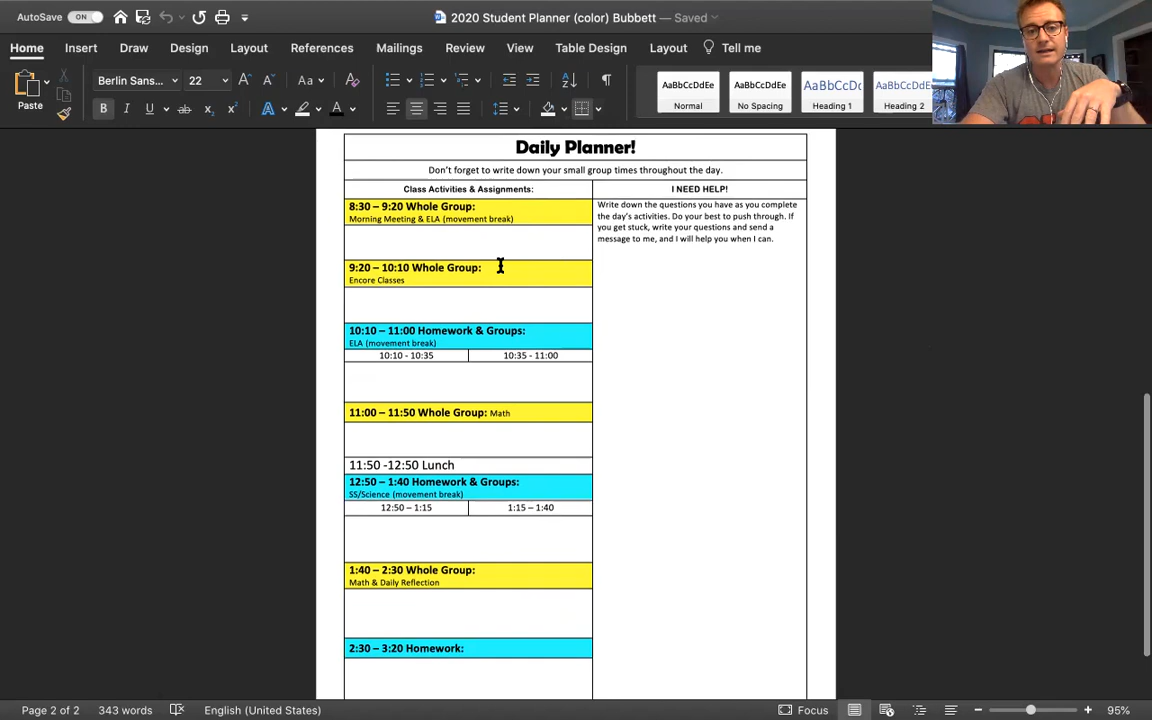 AutoSave ON 2020 Student Planner (color) Bubbett — Saved
Home Insert Draw Design Layout References Mailings Review View Table Design Layout Tell me
Paste Berlin Sans... 22 Aa
AaBbCcDdEe AaBbCcDdEe AaBbCcDc AaBbCcDdEe
B I U ab x₂ x² A A
Normal No Spacing Heading 1 Heading 2
Daily Planner!
Don't forget to write down your small group times throughout the day.
Class Activities & Assignments:
8:30 – 9:20 Whole Group:
Morning Meeting & ELA (movement break)
9:20 – 10:10 Whole Group:
Encore Classes
10:10 – 11:00 Homework & Groups:
ELA (movement break)
10:10 - 10:35 10:35 - 11:00
11:00 – 11:50 Whole Group: Math
11:50 -12:50 Lunch
12:50 – 1:40 Homework & Groups:
SS/Science (movement break)
12:50 – 1:15 1:15 – 1:40
1:40 – 2:30 Whole Group:
Math & Daily Reflection
2:30 – 3:20 Homework:
I NEED HELP!
Write down the questions you have as you complete
the day's activities. Do your best to push through. If
you get stuck, write your questions and send a
message to me, and I will help you when I can.
Page 2 of 2 343 words English (United States) Focus 95%